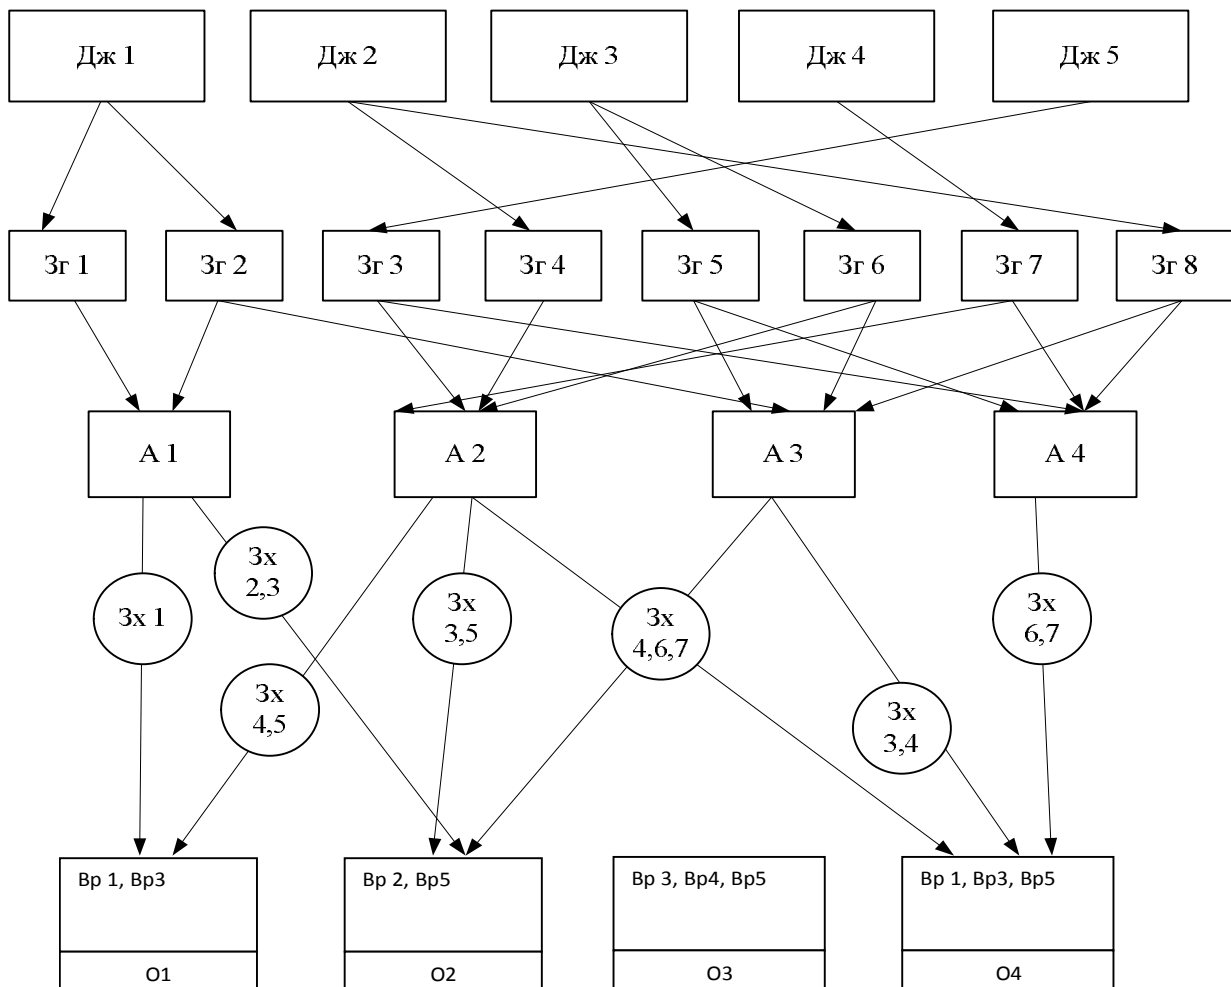 Дж 1
Дж 2
Дж 3
Дж 4
Дж 5
Зг 1
Зг 2
Зг 3
Зг 4
Зг 5
Зг 6
Зг 7
Зг 8
А 1
А 2
А 3
А 4
Зх 1
Зх
2,3
Зх
4,5
Зх
3,5
Зх
4,6,7
Зх
3,4
Зх
6,7
Вр 1, Вр3
Вр 2, Вр5
Вр 3, Вр4, Вр5
Вр 1, Вр3, Вр5
О1
О2
О3
О4